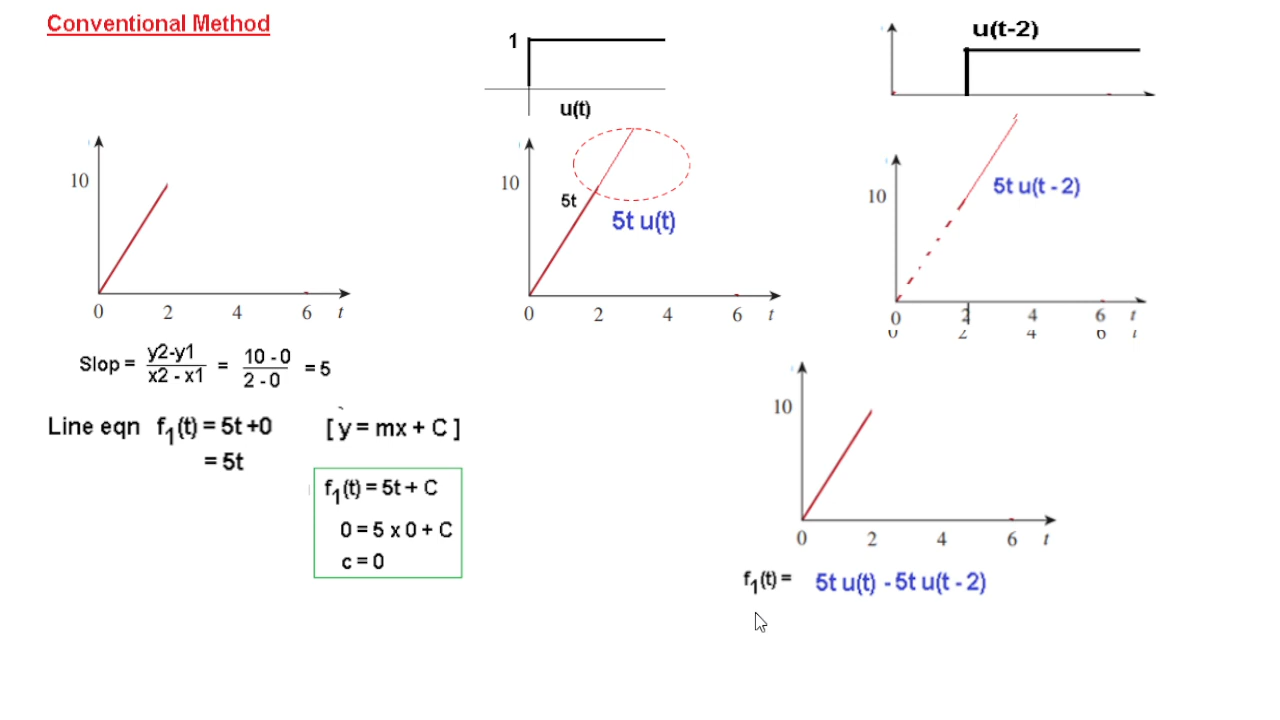 Conventional Method
1
u(t)
u(t-2)
10
0 2 4 6 t
10
5t
5t u(t)
0 2 4 6 t
10
5t u(t - 2)
0 2 4 6 t
Slop = y2-y1 / x2 - x1 = 10 - 0 / 2 - 0 = 5
Line eqn f1(t) = 5t +0 [ y = mx + C ]
= 5t
f1(t) = 5t + C
0 = 5 x 0 + C
c = 0
10
0 2 4 6 t
f1(t) = 5t u(t) - 5t u(t - 2)